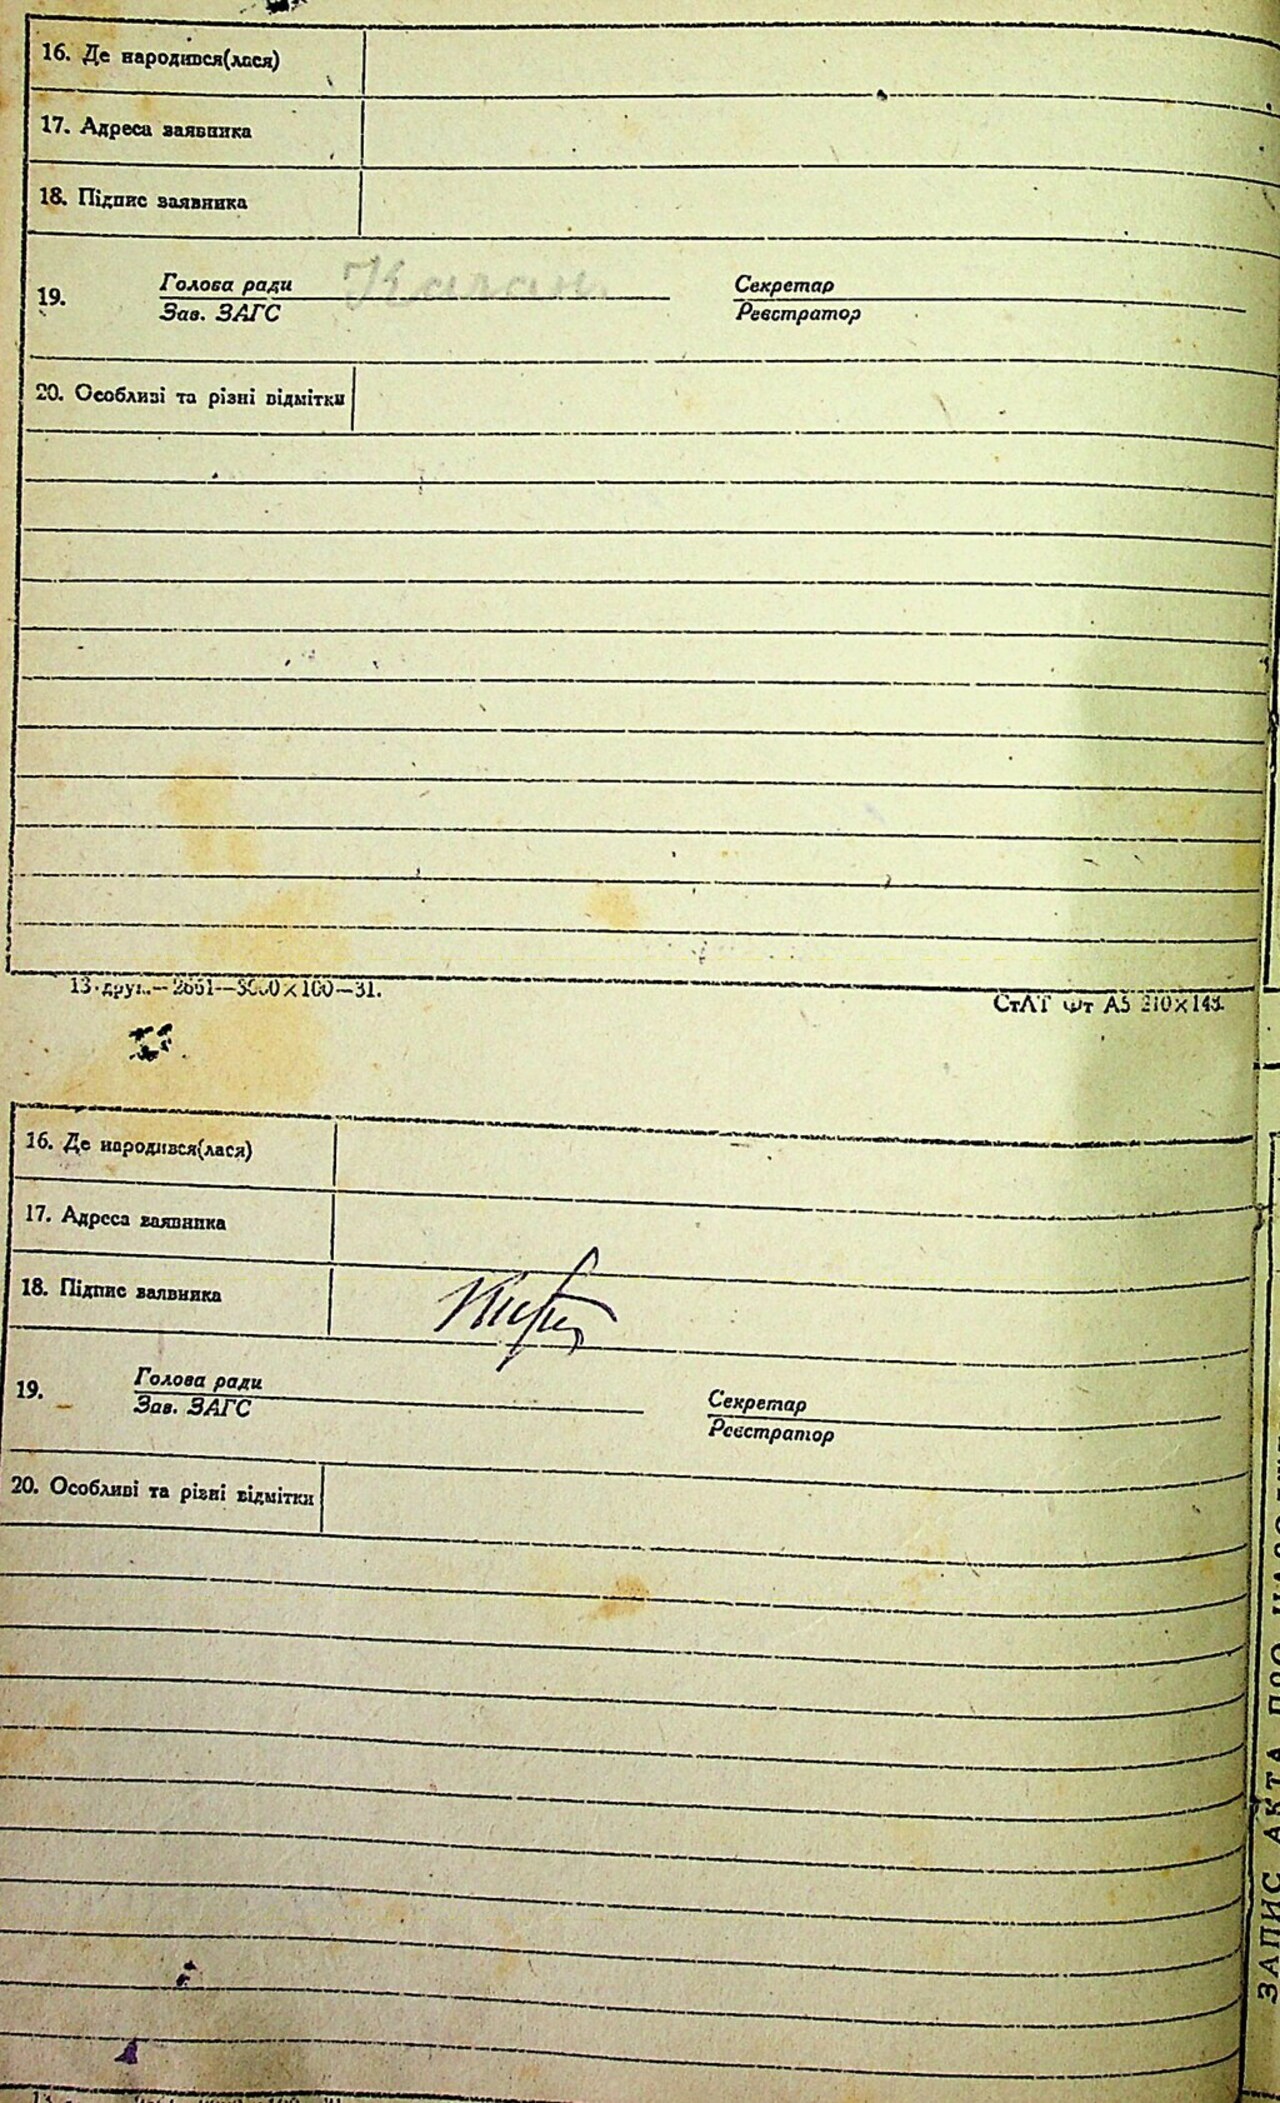 16. Де народився(лася)
17. Адреса заявника
18. Підпис заявника
19. Голова ради Секретар
Зав. ЗАГС Реєстратор
20. Особливі та різні відмітки
СтАТ Фт А5 210×148.
16. Де народився(лася)
17. Адреса заявника
18. Підпис заявника
19. Голова ради Секретар
Зав. ЗАГС Реєстратор
20. Особливі та різні відмітки
ЗАПИС АКТА ПРО